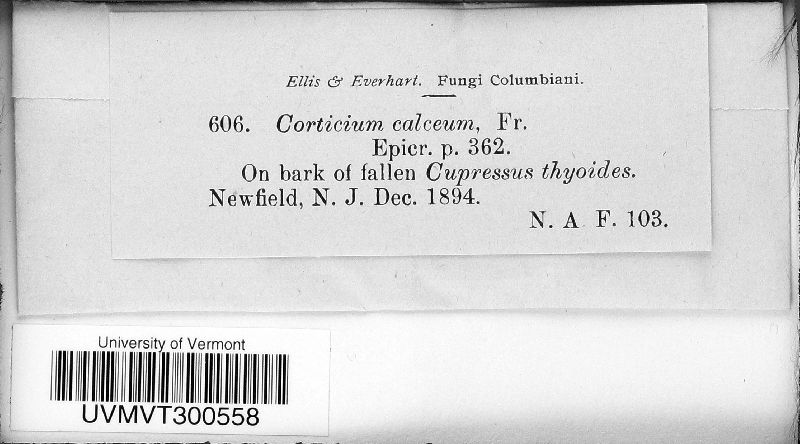 Ellis & Everhart. Fungi Columbiani.
606. Corticium calceum, Fr.
Epicr. p. 362.
On bark of fallen Cupressus thyoides.
Newfield, N. J. Dec. 1894.
N. A F. 103.
University of Vermont
UVMVT300558